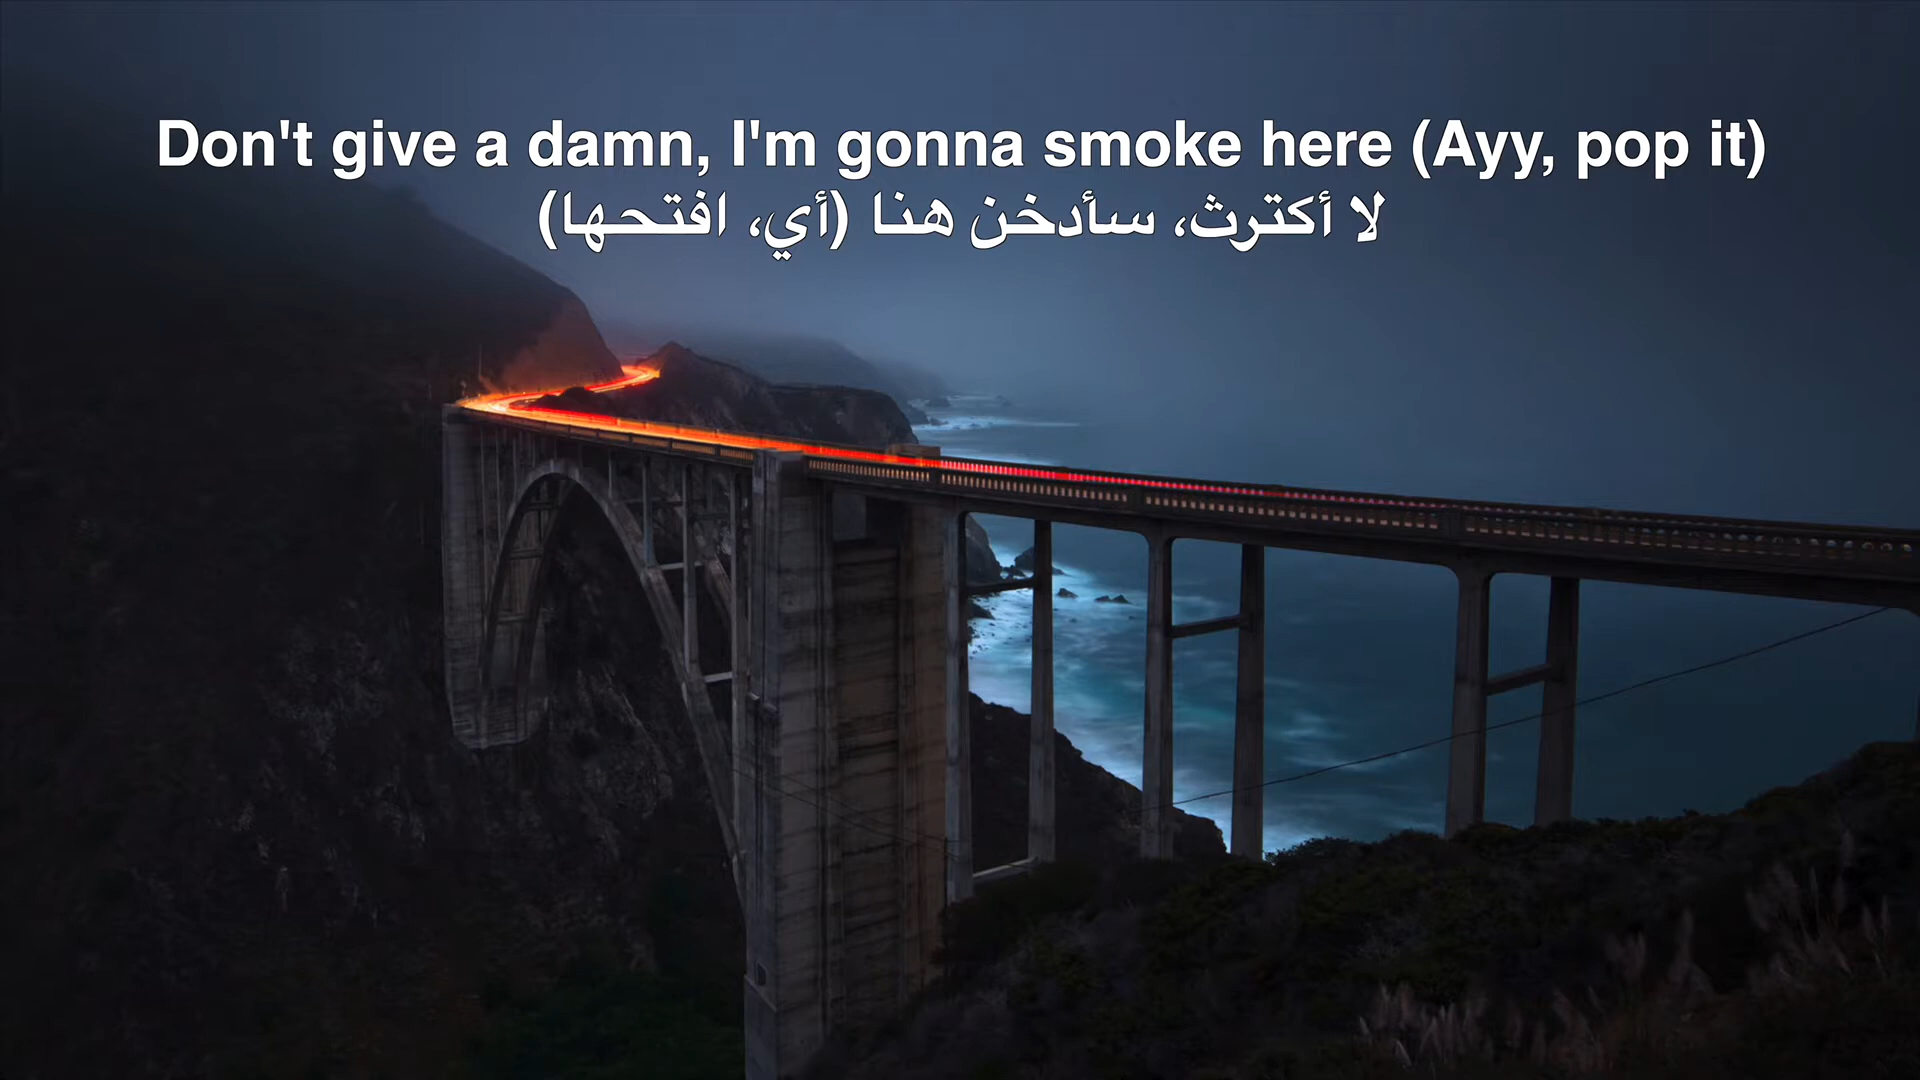 Don't give a damn, I'm gonna smoke here (Ayy, pop it)
لا أكترث، سأدخن هنا (أي، افتحها)